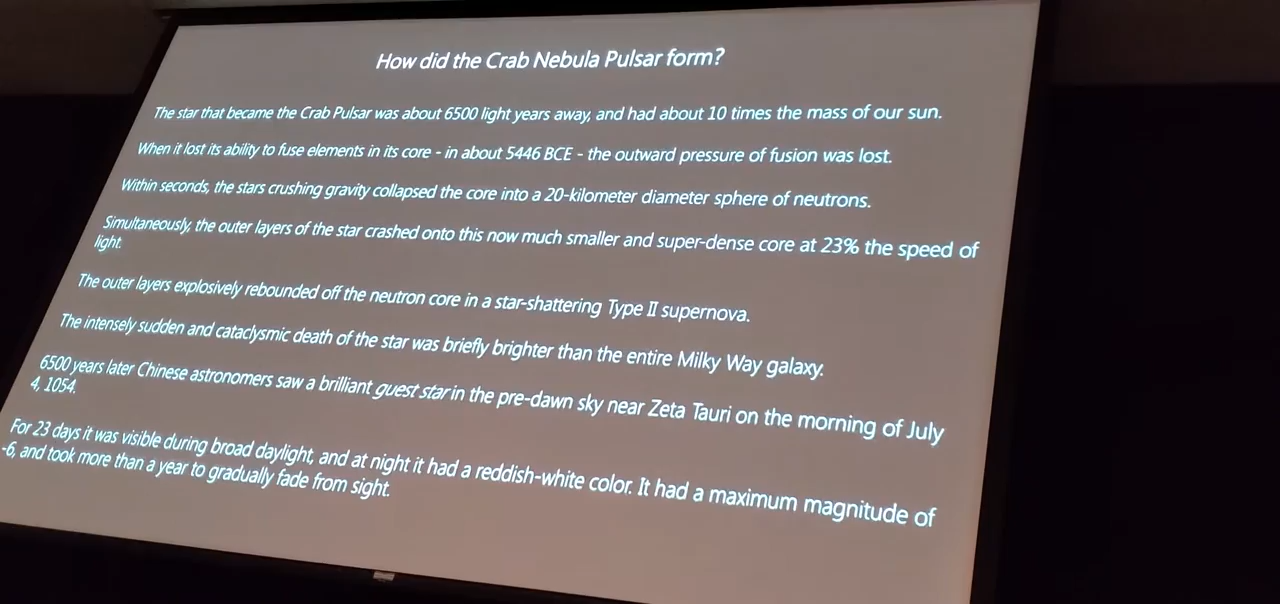 How did the Crab Nebula Pulsar form?
The star that became the Crab Pulsar was about 6500 light years away, and had about 10 times the mass of our sun.
When it lost its ability to fuse elements in its core - in about 5446 BCE - the outward pressure of fusion was lost.
Within seconds, the stars crushing gravity collapsed the core into a 20-kilometer diameter sphere of neutrons.
Simultaneously, the outer layers of the star crashed onto this now much smaller and super-dense core at 23% the speed of
light.
The outer layers explosively rebounded off the neutron core in a star-shattering Type II supernova.
The intensely sudden and cataclysmic death of the star was briefly brighter than the entire Milky Way galaxy.
6500 years later Chinese astronomers saw a brilliant guest star in the pre-dawn sky near Zeta Tauri on the morning of July
4, 1054.
For 23 days it was visible during broad daylight, and at night it had a reddish-white color. It had a maximum magnitude of
-6, and took more than a year to gradually fade from sight.